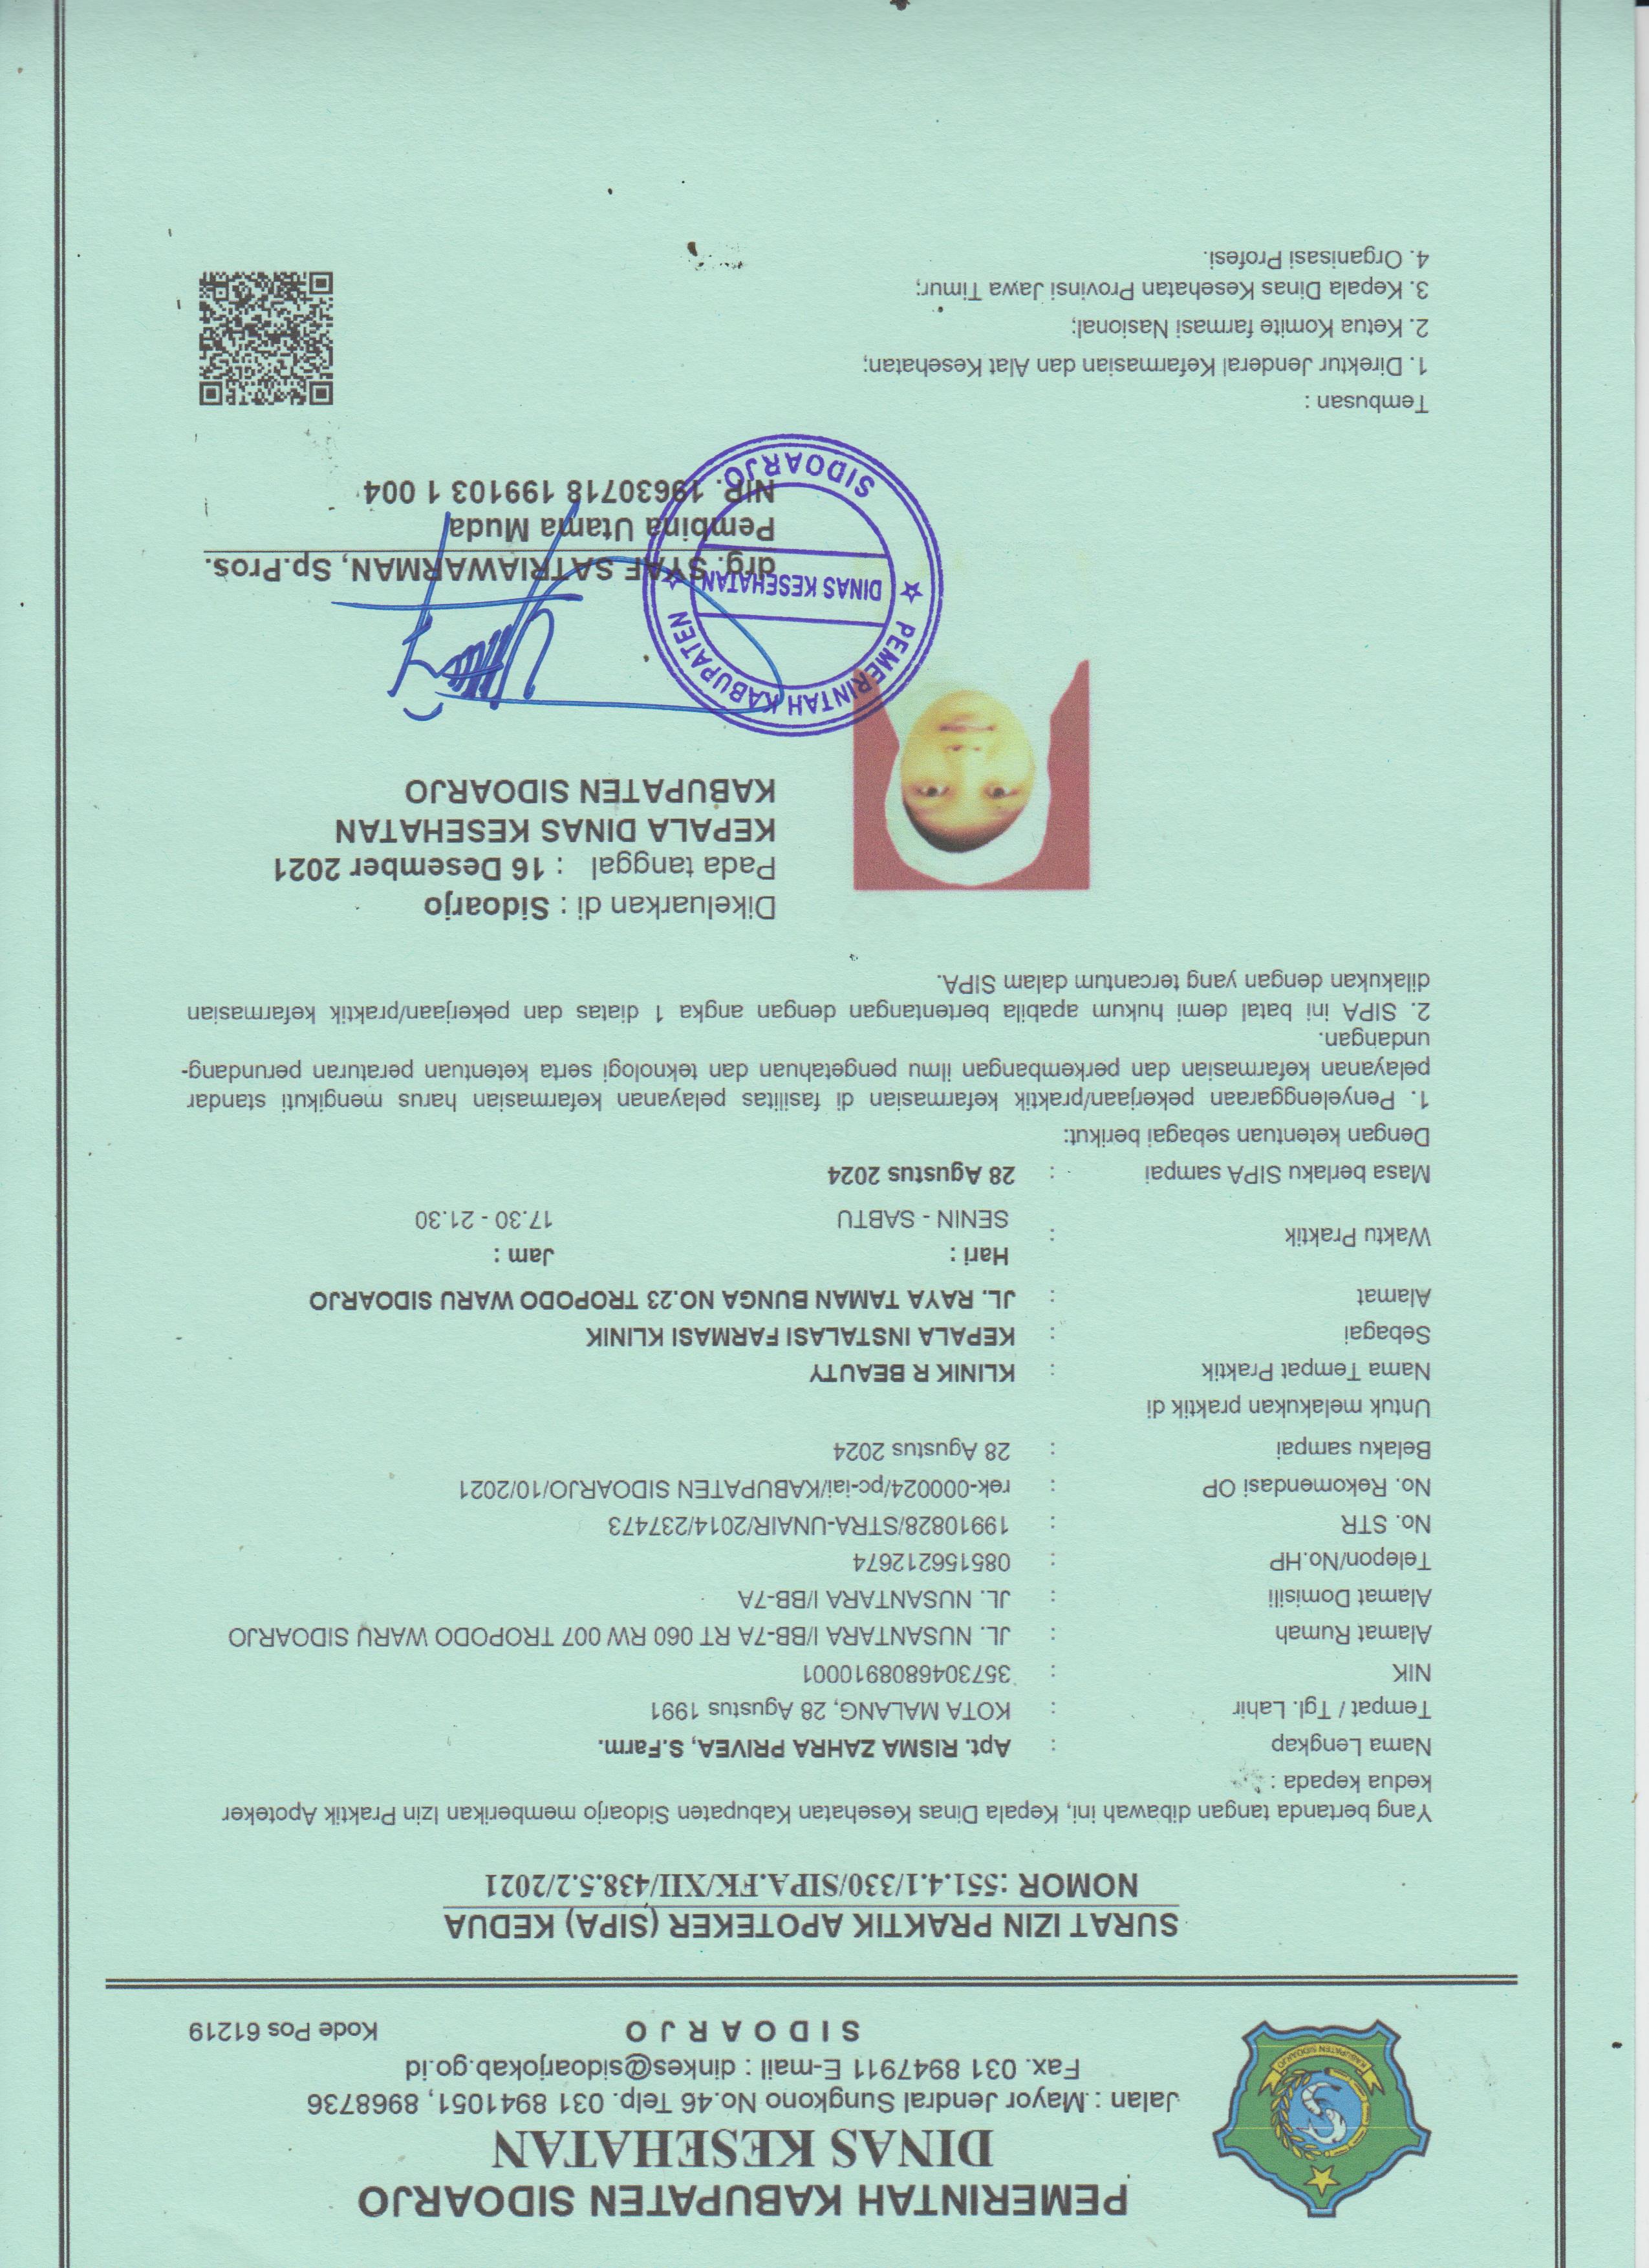 PEMERINTAH KABUPATEN SIDOARJO
DINAS KESEHATAN
Jalan : Mayor Jendral Sungkono No.46 Telp. 031 8941051, 8968736
Fax. 031 8947911 E-mail : dinkes@sidoarjokab.go.id
S I D O A R J O Kode Pos 61219
KABUPATEN SIDOARJO
SURAT IZIN PRAKTIK APOTEKER (SIPA) KEDUA
NOMOR :551.4.1/330/SIPA.FK/XII/438.5.2/2021
Yang bertanda tangan dibawah ini, Kepala Dinas Kesehatan Kabupaten Sidoarjo memberikan Izin Praktik Apoteker
kedua kepada :
Nama Lengkap : Apt. RISMA ZAHRA PRIVEA, S.Farm.
Tempat / Tgl. Lahir : KOTA MALANG, 28 Agustus 1991
NIK : 3573046808910001
Alamat Rumah : JL. NUSANTARA I/BB-7A RT 060 RW 007 TROPODO WARU SIDOARJO
Alamat Domisili : JL. NUSANTARA I/BB-7A
Telepon/No.HP : 085156212674
No. STR : 19910828/STRA-UNAIR/2014/237473
No. Rekomendasi OP : rek-000024/pc-iai/KABUPATEN SIDOARJO/10/2021
Belaku sampai : 28 Agustus 2024
Untuk melakukan praktik di
Nama Tempat Praktik : KLINIK R BEAUTY
Sebagai : KEPALA INSTALASI FARMASI KLINIK
Alamat : JL. RAYA TAMAN BUNGA NO.23 TROPODO WARU SIDOARJO
Hari : Jam :
Waktu Praktik :
SENIN - SABTU 17.30 - 21.30
Masa berlaku SIPA sampai : 28 Agustus 2024
Dengan ketentuan sebagai berikut:
1. Penyelenggaraan pekerjaan/praktik kefarmasian di fasilitas pelayanan kefarmasian harus mengikuti standar
pelayanan kefarmasian dan perkembangan ilmu pengetahuan dan teknologi serta ketentuan peraturan perundang-
undangan.
2. SIPA ini batal demi hukum apabila bertentangan dengan angka 1 diatas dan pekerjaan/praktik kefarmasian
dilakukan dengan yang tercantum dalam SIPA.
Dikeluarkan di : Sidoarjo
Pada tanggal : 16 Desember 2021
KEPALA DINAS KESEHATAN
KABUPATEN SIDOARJO
PEMERINTAH KABUPATEN
DINAS KESEHATAN
SIDOARJO
drg. SYAF SATRIAWARMAN, Sp.Pros.
Pembina Utama Muda
NIP. 19630718 199103 1 004
Tembusan :
1. Direktur Jenderal Kefarmasian dan Alat Kesehatan;
2. Ketua Komite farmasi Nasional;
3. Kepala Dinas Kesehatan Provinsi Jawa Timur;
4. Organisasi Profesi.